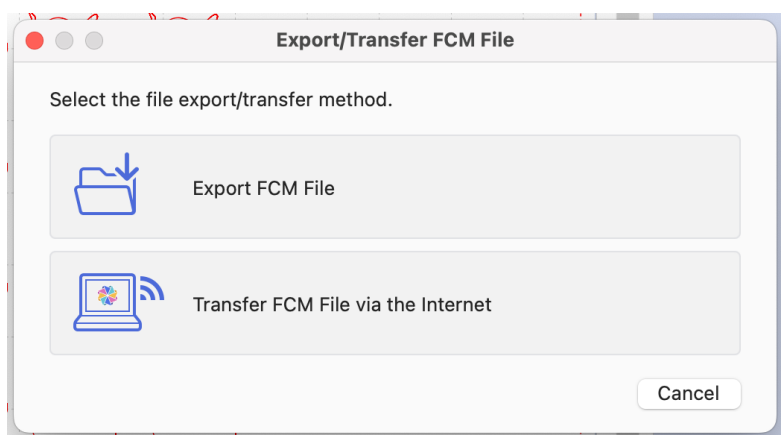 Export/Transfer FCM File
Select the file export/transfer method.
Export FCM File
Transfer FCM File via the Internet
Cancel